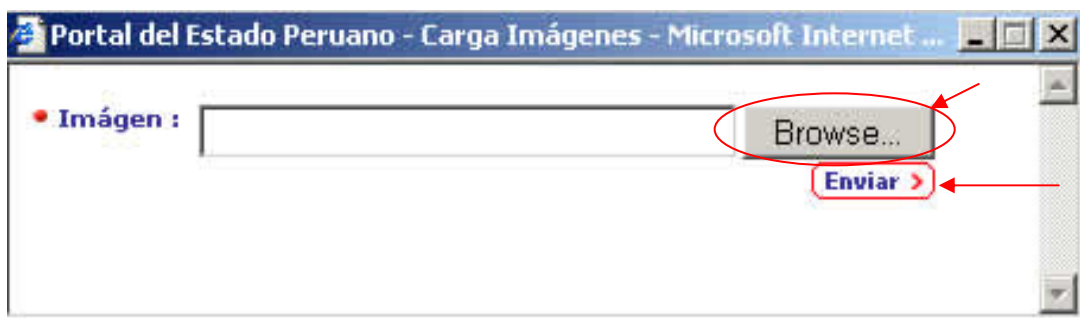 Portal del Estado Peruano - Carga Imágenes - Microsoft Internet ...
Imágen :
Browse...
Enviar >